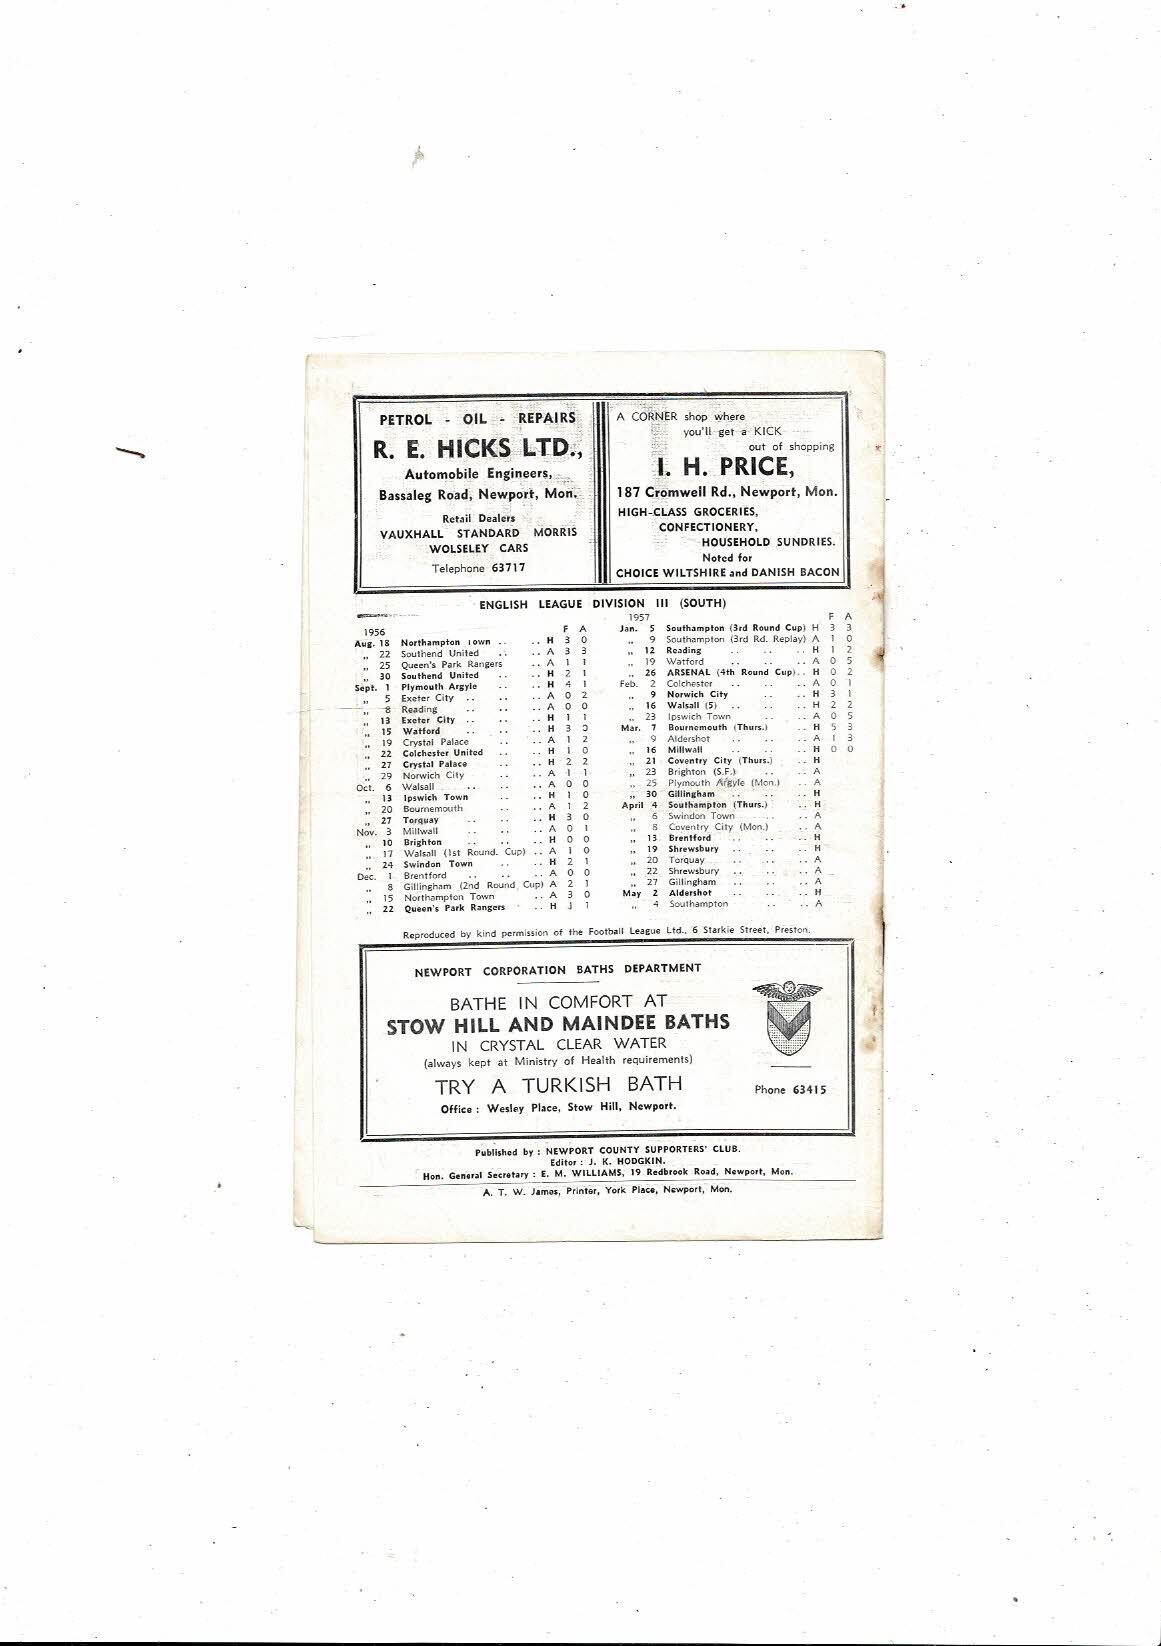 PETROL - OIL - REPAIRS
R. E. HICKS LTD.,
Automobile Engineers,
Bassaleg Road, Newport, Mon.
Retail Dealers
VAUXHALL STANDARD MORRIS
WOLSELEY CARS
Telephone 63717
A CORNER shop where
you'll get a KICK
out of shopping
I. H. PRICE,
187 Cromwell Rd., Newport, Mon.
HIGH-CLASS GROCERIES,
CONFECTIONERY,
HOUSEHOLD SUNDRIES.
Noted for
CHOICE WILTSHIRE and DANISH BACON
ENGLISH LEAGUE DIVISION III (SOUTH)
1956 F A
Aug. 18 Northampton Town .. .. H 3 0
„ 22 Southend United .. .. A 3 3
„ 25 Queen's Park Rangers .. A 1 1
„ 30 Southend United .. .. H 2 1
Sept. 1 Plymouth Argyle .. .. H 4 1
„ 5 Exeter City .. .. .. A 0 2
„ 8 Reading .. .. .. A 0 0
„ 13 Exeter City .. .. .. H 1 1
„ 15 Watford .. .. .. H 3 0
„ 19 Crystal Palace .. .. A 1 2
„ 22 Colchester United .. .. H 1 0
„ 27 Crystal Palace .. .. H 2 2
„ 29 Norwich City .. .. A 1 1
Oct. 6 Walsall .. .. .. A 0 0
„ 13 Ipswich Town .. .. H 1 0
„ 20 Bournemouth .. .. A 1 2
„ 27 Torquay .. .. .. H 3 0
Nov. 3 Millwall .. .. .. A 0 1
„ 10 Brighton .. .. .. H 0 0
„ 17 Walsall (1st Round. Cup) .. A 1 0
„ 24 Swindon Town .. .. H 2 1
Dec. 1 Brentford .. .. .. A 0 0
„ 8 Gillingham (2nd Round Cup) A 2 1
„ 15 Northampton Town .. A 3 0
„ 22 Queen's Park Rangers .. H 1
1957 F A
Jan. 5 Southampton (3rd Round Cup) H 3 3
„ 9 Southampton (3rd Rd. Replay) A 1 0
„ 12 Reading .. .. .. H 1 2
„ 19 Watford .. .. .. A 0 5
„ 26 ARSENAL (4th Round Cup) .. H 0 2
Feb. 2 Colchester .. .. .. A 0 1
„ 9 Norwich City .. .. H 3 1
„ 16 Walsall (5) .. .. .. H 2 2
„ 23 Ipswich Town .. .. A 0 5
Mar. 7 Bournemouth (Thurs.) .. H 5 3
„ 9 Aldershot .. .. .. A 1 3
„ 16 Millwall .. .. .. H 0 0
„ 21 Coventry City (Thurs.) .. H
„ 23 Brighton (S.F.) .. .. A
„ 25 Plymouth Argyle (Mon.) .. A
„ 30 Gillingham .. .. .. H
April 4 Southampton (Thurs.) .. H
„ 6 Swindon Town .. .. A
„ 8 Coventry City (Mon.) .. A
„ 13 Brentford .. .. .. H
„ 19 Shrewsbury .. .. .. H
„ 20 Torquay .. .. .. A
„ 22 Shrewsbury .. .. .. A
„ 27 Gillingham .. .. .. A
May 2 Aldershot .. .. .. H
„ 4 Southampton .. .. A
Reproduced by kind permission of the Football League Ltd., 6 Starkie Street, Preston.
NEWPORT CORPORATION BATHS DEPARTMENT
BATHE IN COMFORT AT
STOW HILL AND MAINDEE BATHS
IN CRYSTAL CLEAR WATER
(always kept at Ministry of Health requirements)
TRY A TURKISH BATH
Office : Wesley Place, Stow Hill, Newport.
Phone 63415
Published by : NEWPORT COUNTY SUPPORTERS' CLUB.
Editor : J. K. HODGKIN.
Hon. General Secretary : E. M. WILLIAMS, 19 Redbrook Road, Newport, Mon.
A. T. W. James, Printer, York Place, Newport, Mon.